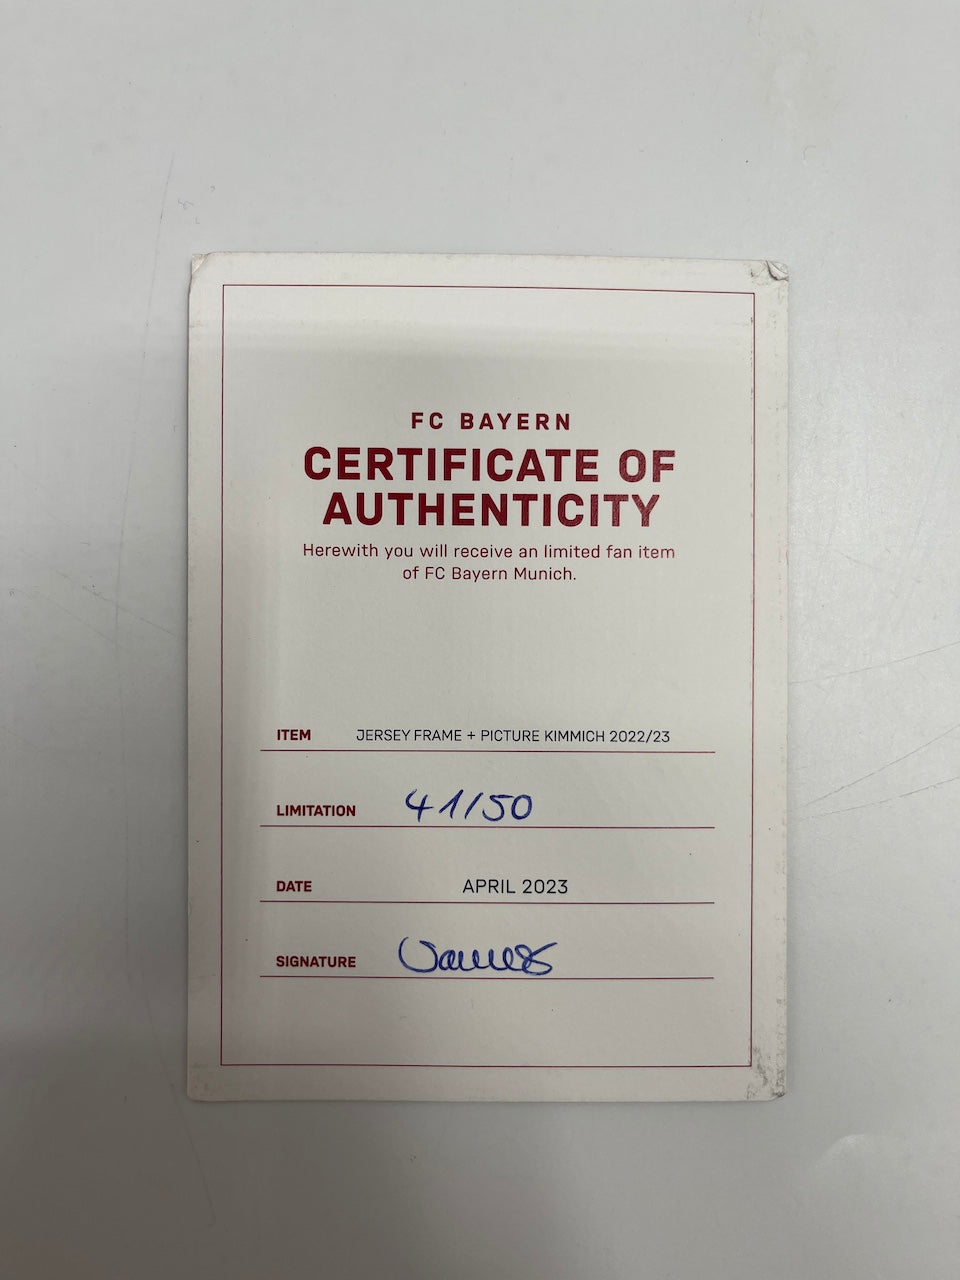 FC BAYERN
CERTIFICATE OF
AUTHENTICITY
Herewith you will receive an limited fan item
of FC Bayern Munich.
ITEM JERSEY FRAME + PICTURE KIMMICH 2022/23
LIMITATION 41/50
DATE APRIL 2023
SIGNATURE